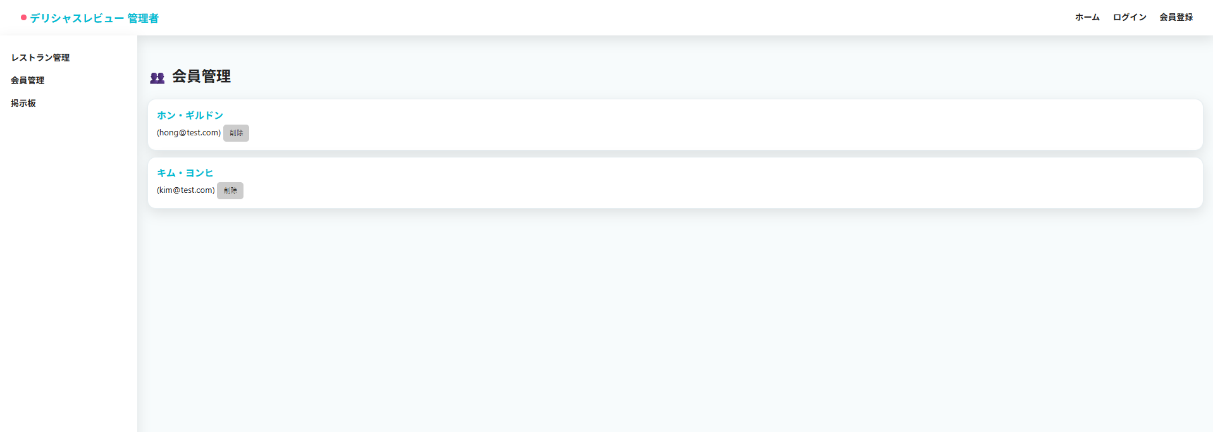 デリシャスレビュー 管理者
ホーム ログイン 会員登録
レストラン管理
会員管理
掲示板
会員管理
ホン・ギルドン
(hong@test.com) 削除
キム・ヨンヒ
(kim@test.com) 削除